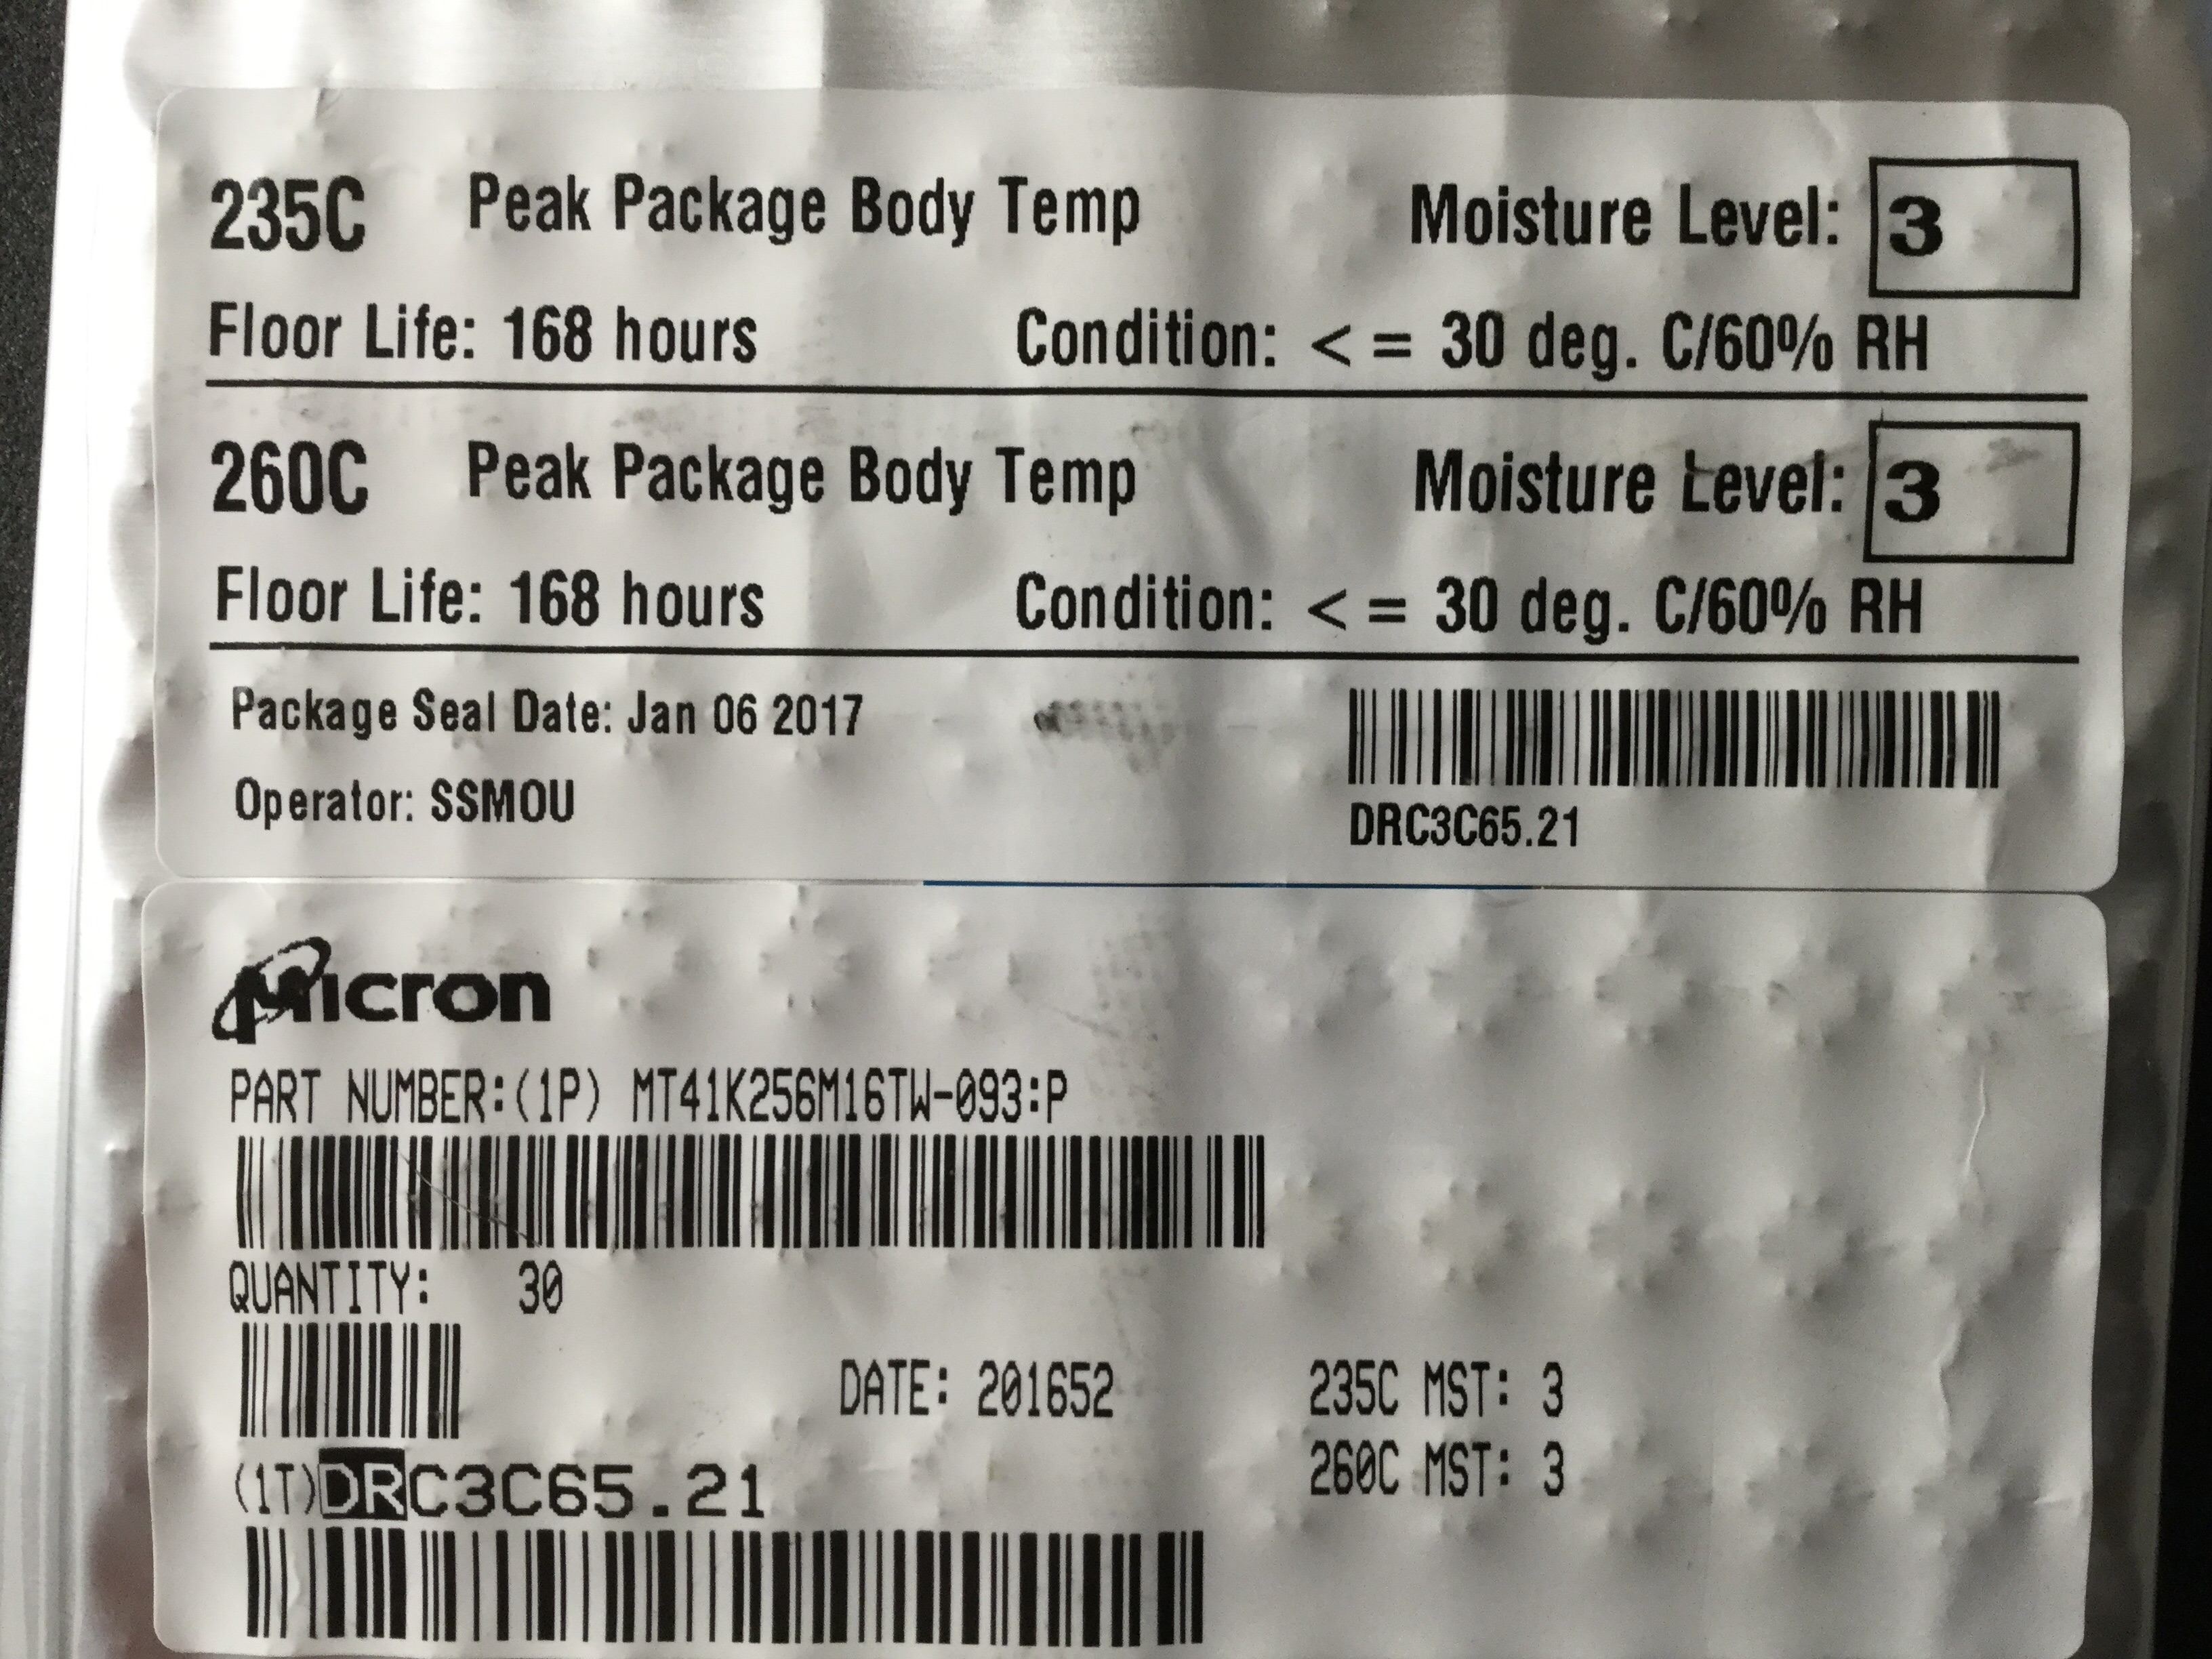 235C Peak Package Body Temp Moisture Level: 3
Floor Life: 168 hours Condition: < = 30 deg. C/60% RH
260C Peak Package Body Temp Moisture Level: 3
Floor Life: 168 hours Condition: < = 30 deg. C/60% RH
Package Seal Date: Jan 06 2017
Operator: SSMOU
DRC3C65.21
Micron
PART NUMBER:(1P) MT41K256M16TW-093:P
QUANTITY: 30
DATE: 201652 235C MST: 3
260C MST: 3
(1T)DRC3C65.21